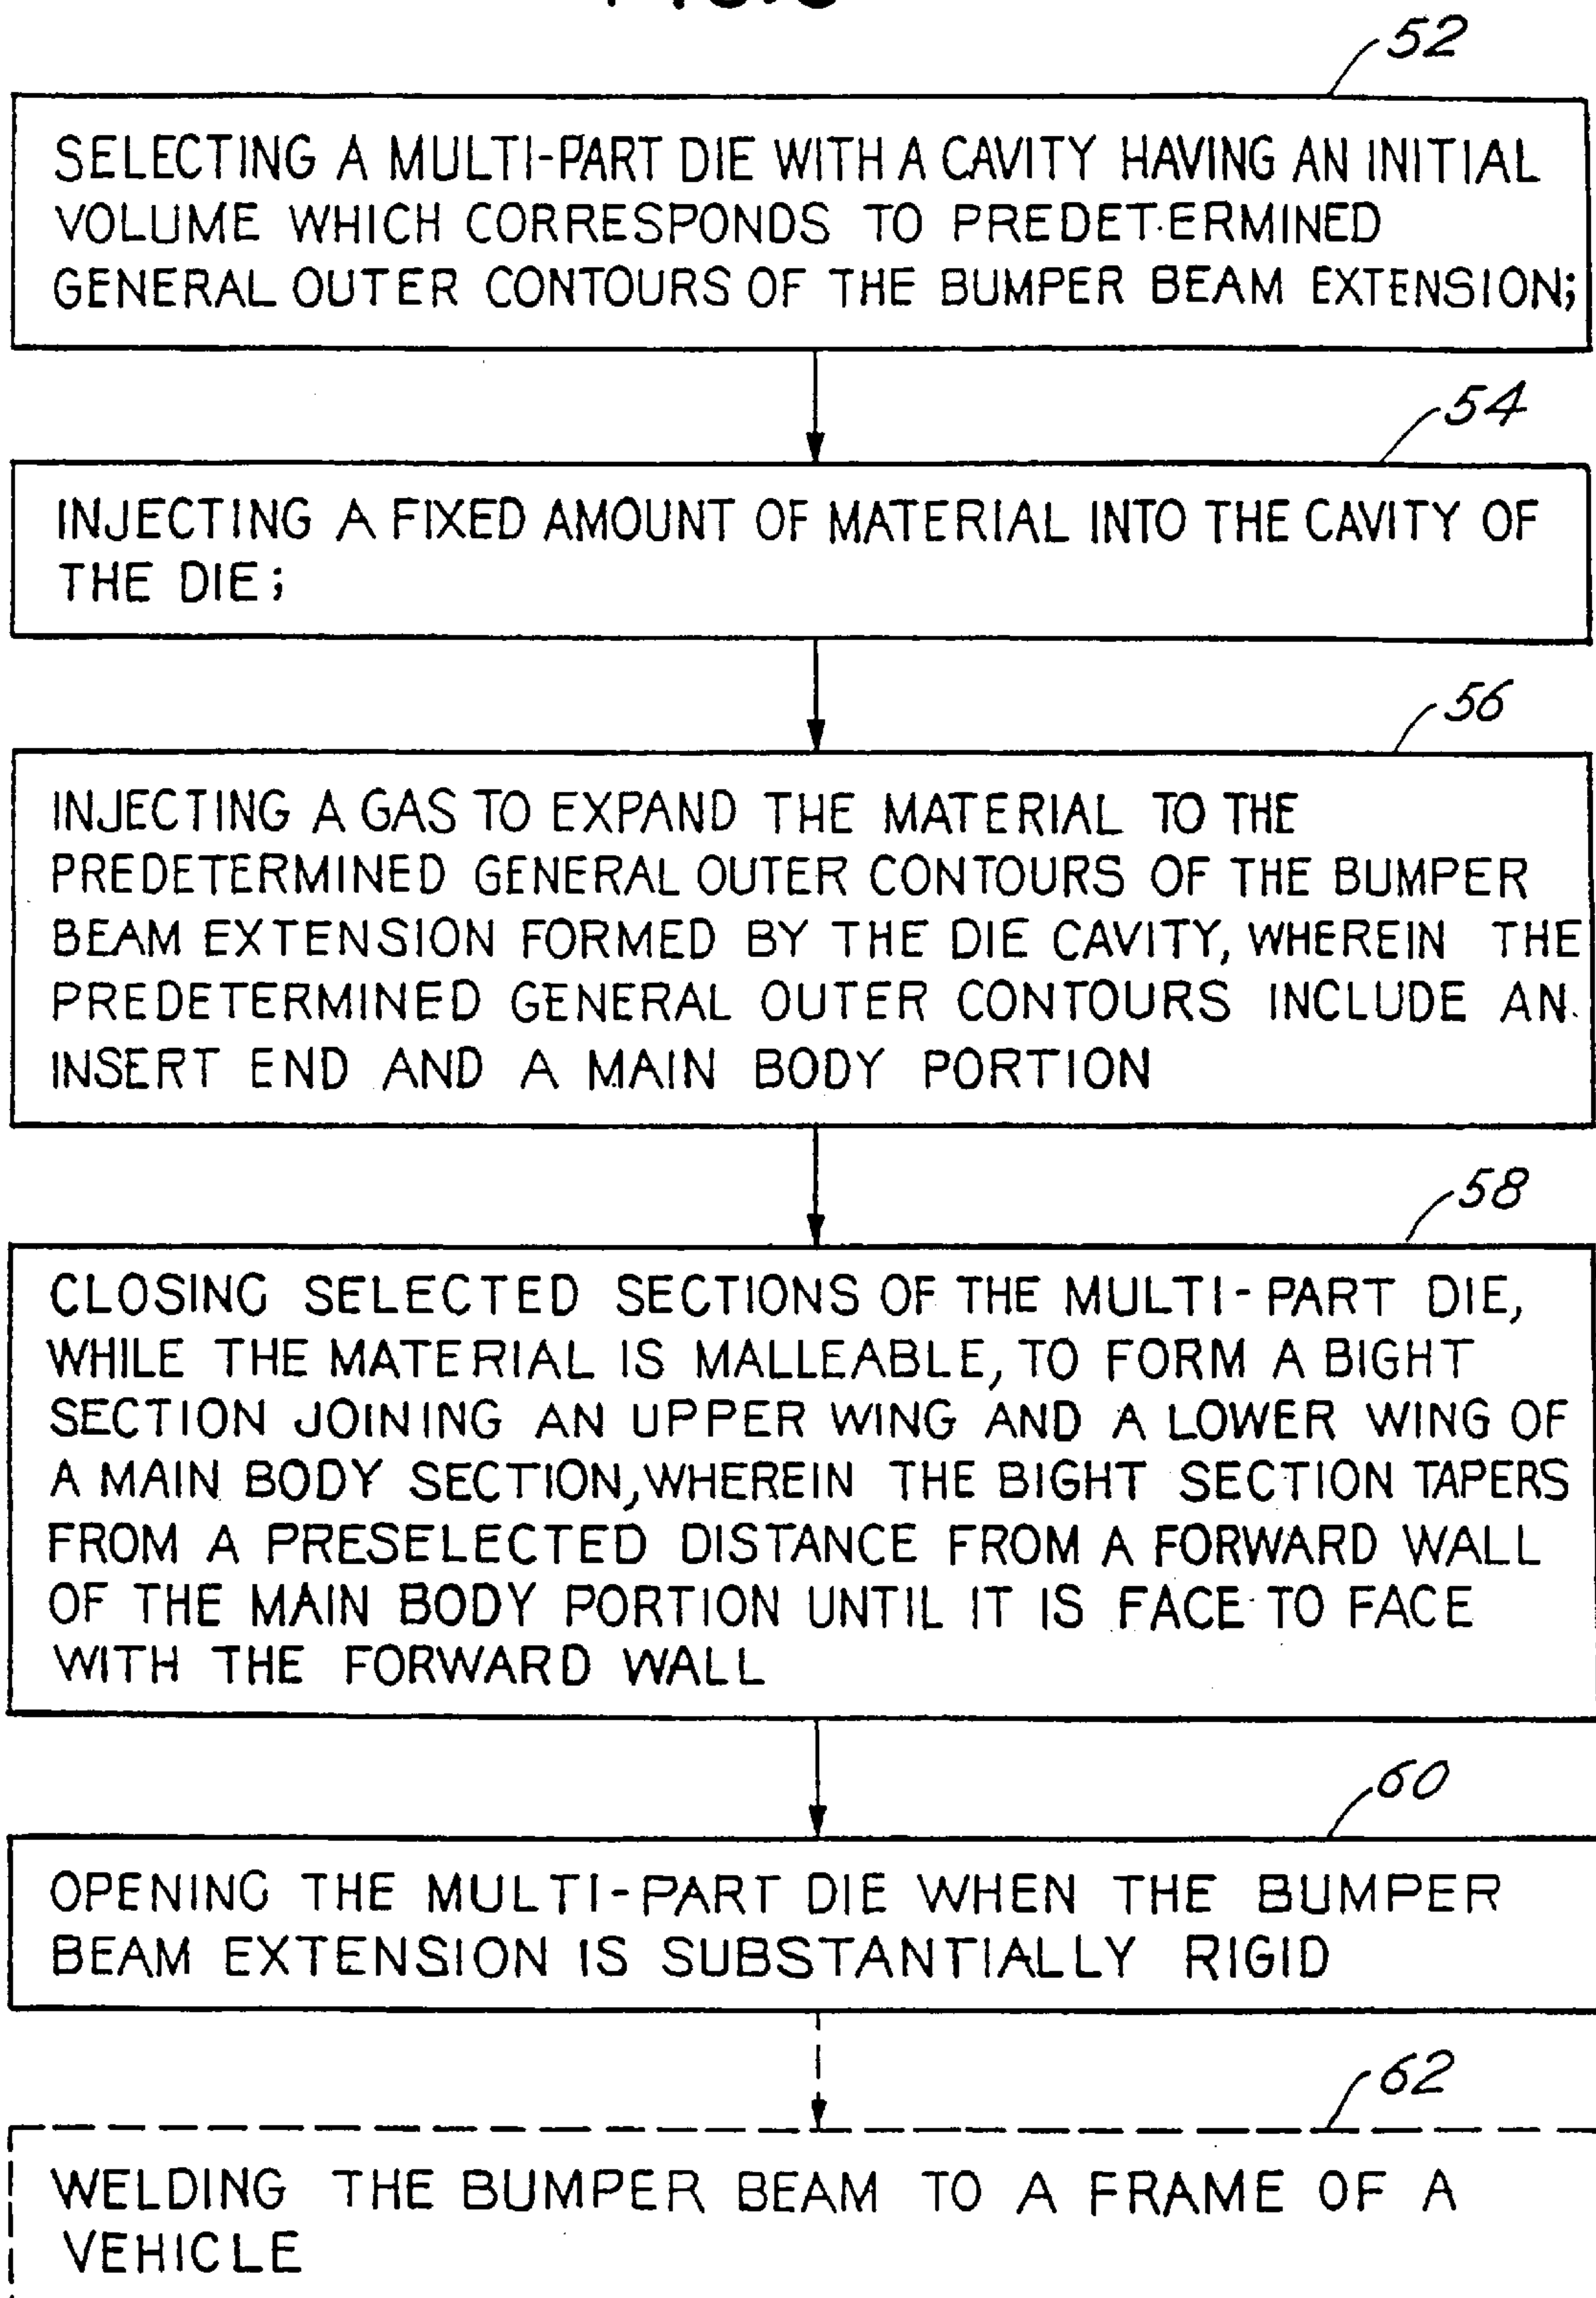 52
SELECTING A MULTI-PART DIE WITH A CAVITY HAVING AN INITIAL
VOLUME WHICH CORRESPONDS TO PREDETERMINED
GENERAL OUTER CONTOURS OF THE BUMPER BEAM EXTENSION;
54
INJECTING A FIXED AMOUNT OF MATERIAL INTO THE CAVITY OF
THE DIE;
56
INJECTING A GAS TO EXPAND THE MATERIAL TO THE
PREDETERMINED GENERAL OUTER CONTOURS OF THE BUMPER
BEAM EXTENSION FORMED BY THE DIE CAVITY, WHEREIN THE
PREDETERMINED GENERAL OUTER CONTOURS INCLUDE AN
INSERT END AND A MAIN BODY PORTION
58
CLOSING SELECTED SECTIONS OF THE MULTI-PART DIE,
WHILE THE MATERIAL IS MALLEABLE, TO FORM A BIGHT
SECTION JOINING AN UPPER WING AND A LOWER WING OF
A MAIN BODY SECTION, WHEREIN THE BIGHT SECTION TAPERS
FROM A PRESELECTED DISTANCE FROM A FORWARD WALL
OF THE MAIN BODY PORTION UNTIL IT IS FACE TO FACE
WITH THE FORWARD WALL
60
OPENING THE MULTI-PART DIE WHEN THE BUMPER
BEAM EXTENSION IS SUBSTANTIALLY RIGID
62
WELDING THE BUMPER BEAM TO A FRAME OF A
VEHICLE